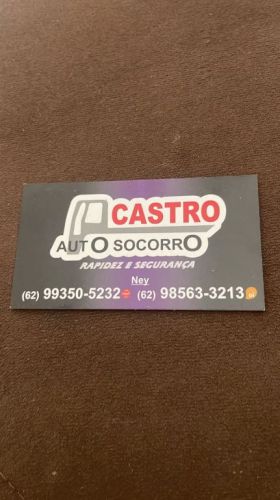 CASTRO
AUTO SOCORRO
RAPIDEZ E SEGURANÇA
Ney
(62) 99350-5232 (62) 98563-3213